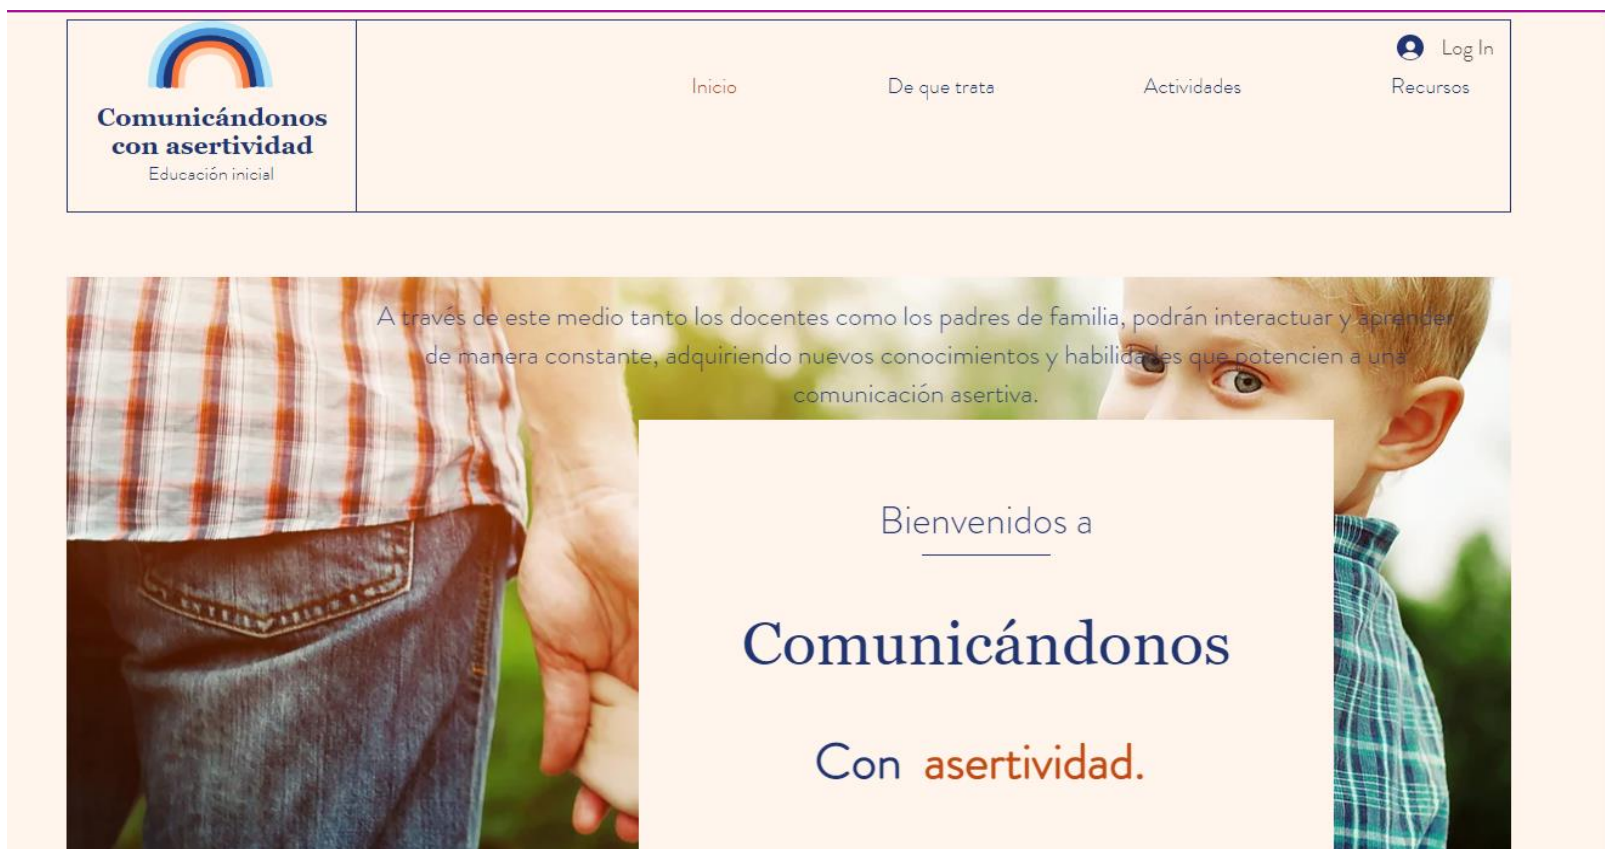 Comunicándonos
con asertividad
Educación inicial
Log In
Inicio De que trata Actividades Recursos
A través de este medio tanto los docentes como los padres de familia, podrán interactuar y aprender
de manera constante, adquiriendo nuevos conocimientos y habilidades que potencien a una
comunicación asertiva.
Bienvenidos a
Comunicándonos
Con asertividad.